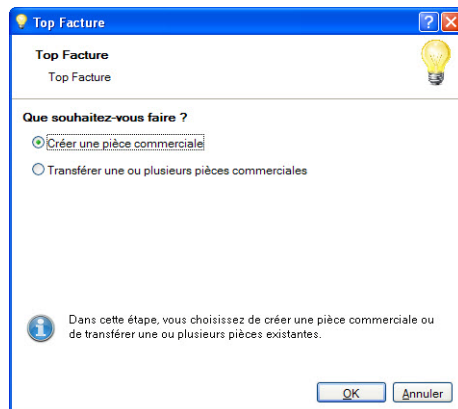 Top Facture
Top Facture
Top Facture
Que souhaitez-vous faire ?
Créer une pièce commerciale
Transférer une ou plusieurs pièces commerciales
Dans cette étape, vous choisissez de créer une pièce commerciale ou
de transférer une ou plusieurs pièces existantes.
OK Annuler